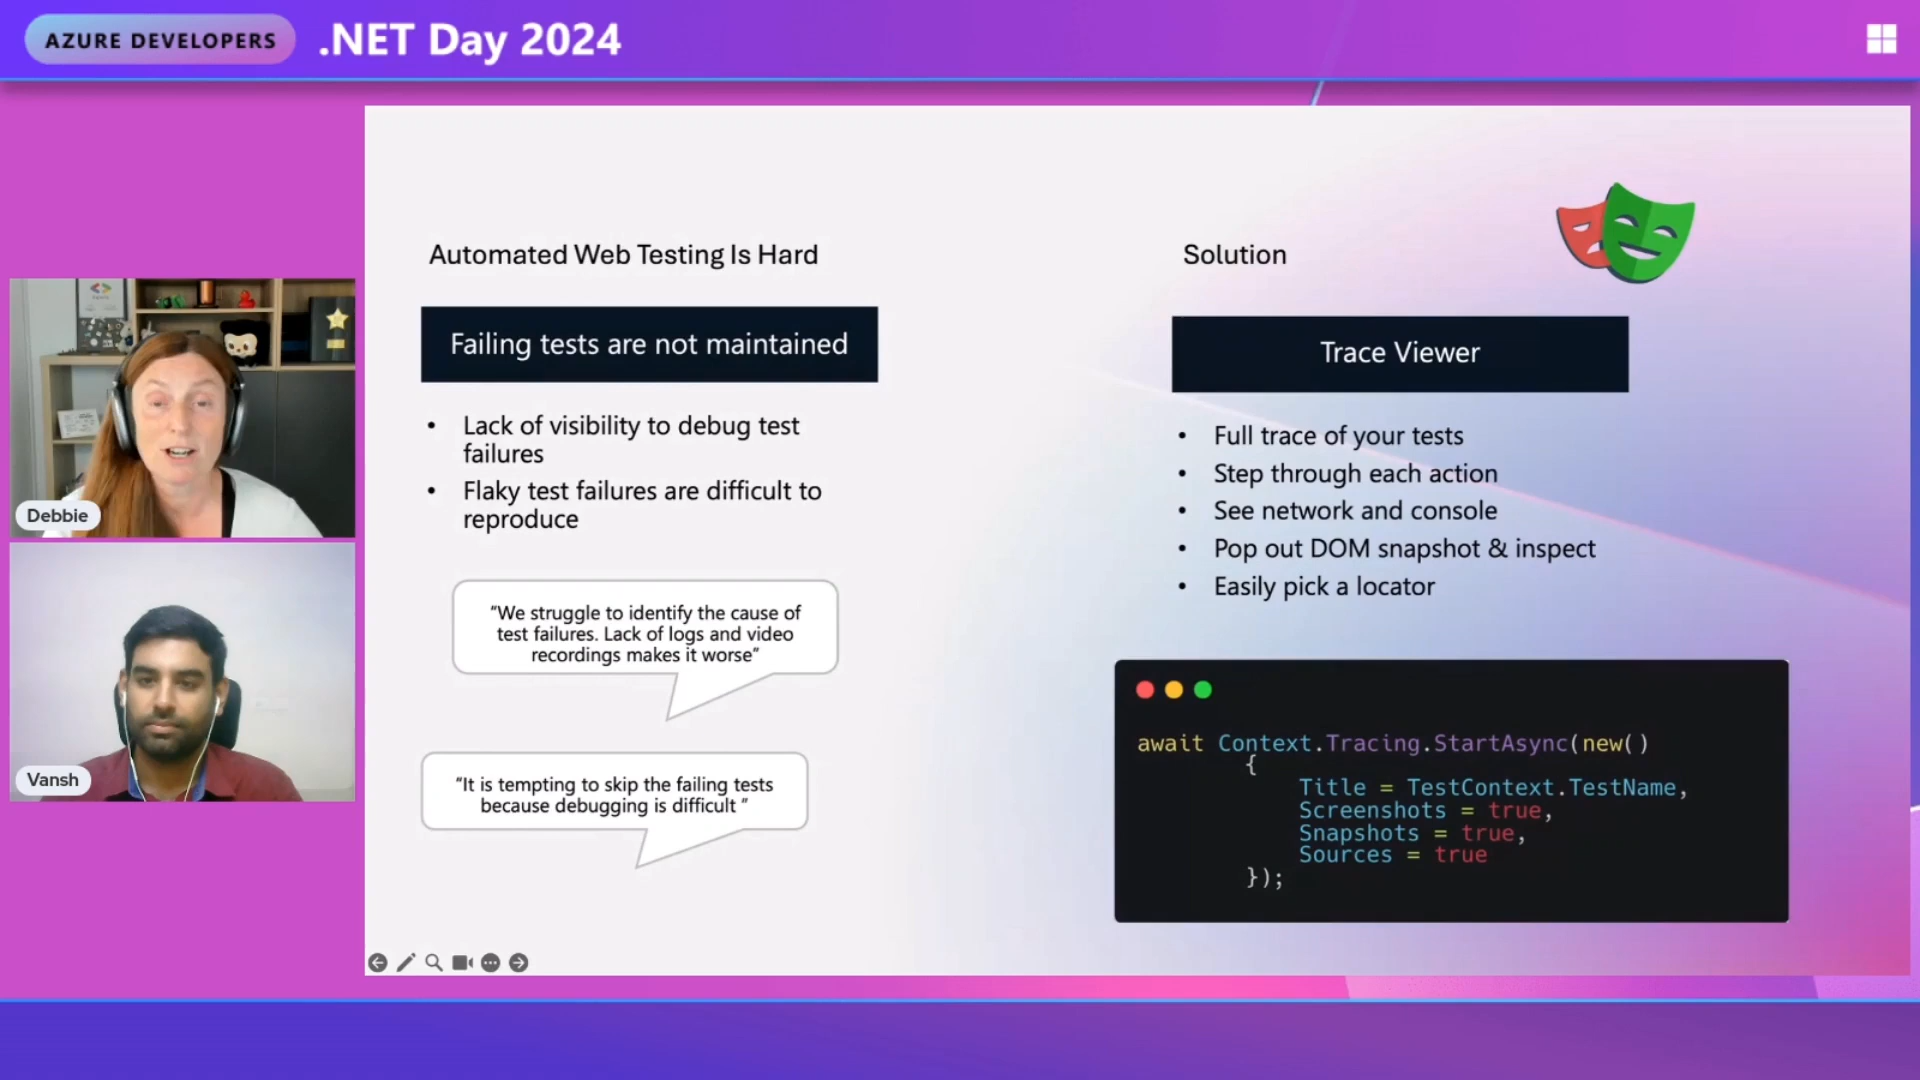 AZURE DEVELOPERS .NET Day 2024
Debbie
Vansh
Automated Web Testing Is Hard
Failing tests are not maintained
• Lack of visibility to debug test
failures
• Flaky test failures are difficult to
reproduce
“We struggle to identify the cause of
test failures. Lack of logs and video
recordings makes it worse”
“It is tempting to skip the failing tests
because debugging is difficult ”
Solution
Trace Viewer
• Full trace of your tests
• Step through each action
• See network and console
• Pop out DOM snapshot & inspect
• Easily pick a locator
await Context.Tracing.StartAsync(new()
{
Title = TestContext.TestName,
Screenshots = true,
Snapshots = true,
Sources = true
});